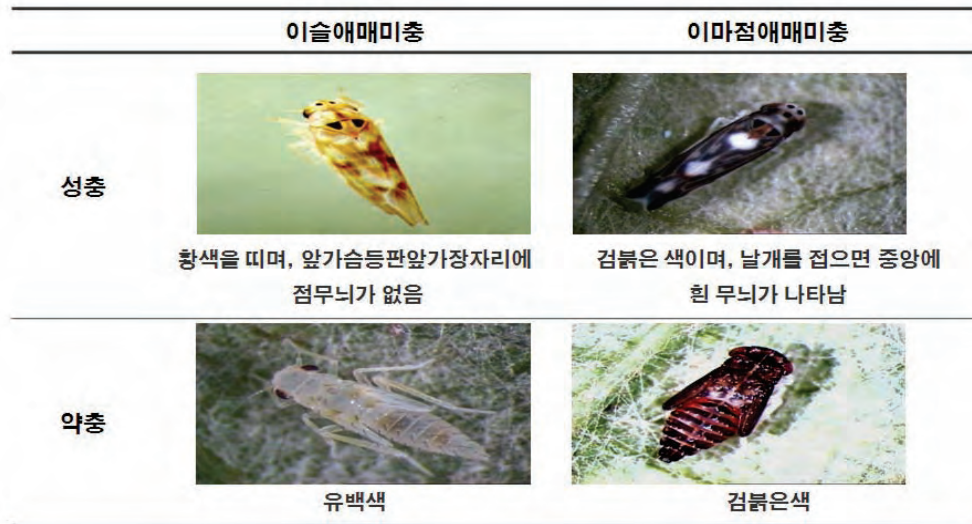 이슬애매미충 이마점애매미충
성충
황색을 띠며, 앞가슴등판앞가장자리에
점무늬가 없음
검붉은 색이며, 날개를 접으면 중앙에
흰 무늬가 나타남
약충
유백색
검붉은색